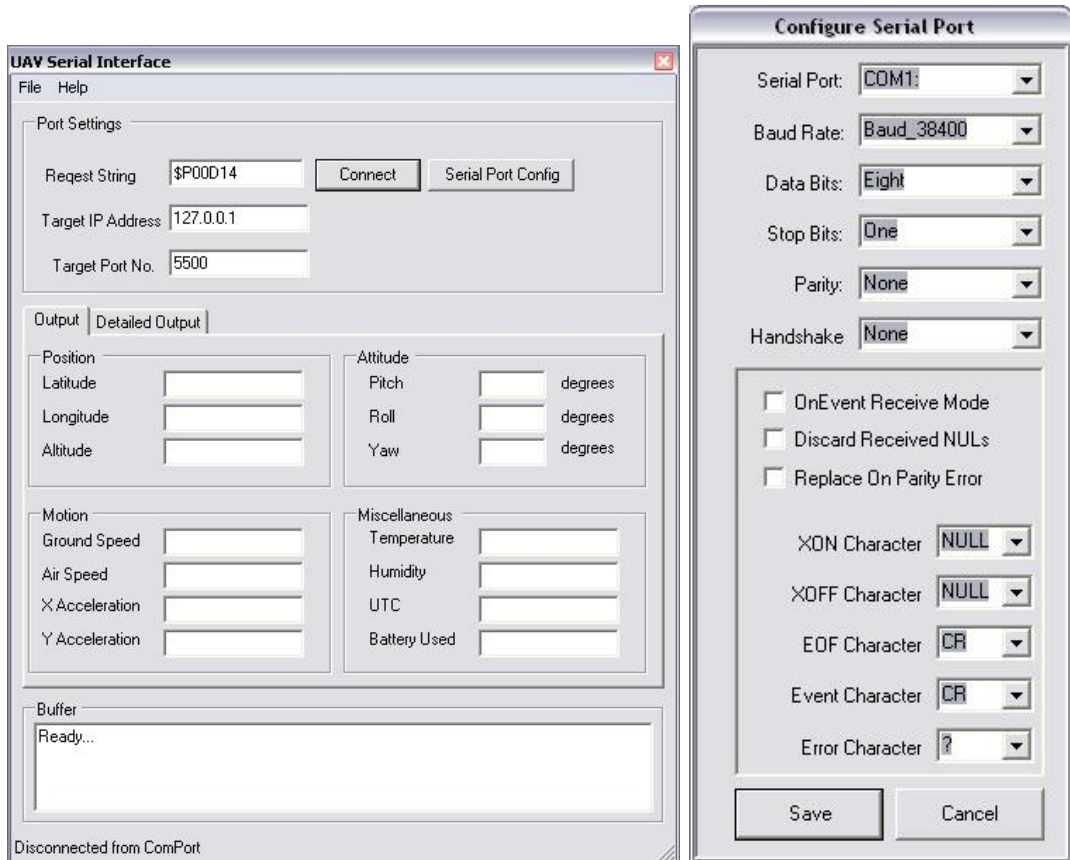 UAV Serial Interface
File Help
Port Settings
Reqest String $P00D14 Connect Serial Port Config
Target IP Address 127.0.0.1
Target Port No. 5500
Output Detailed Output
Position
Latitude
Longitude
Altitude
Attitude
Pitch degrees
Roll degrees
Yaw degrees
Motion
Ground Speed
Air Speed
X Acceleration
Y Acceleration
Miscellaneous
Temperature
Humidity
UTC
Battery Used
Buffer
Ready...
Disconnected from ComPort
Configure Serial Port
Serial Port: COM1:
Baud Rate: Baud_38400
Data Bits: Eight
Stop Bits: One
Parity: None
Handshake None
OnEvent Receive Mode
Discard Received NULs
Replace On Parity Error
XON Character NULL
XOFF Character NULL
EOF Character CR
Event Character CR
Error Character ?
Save Cancel